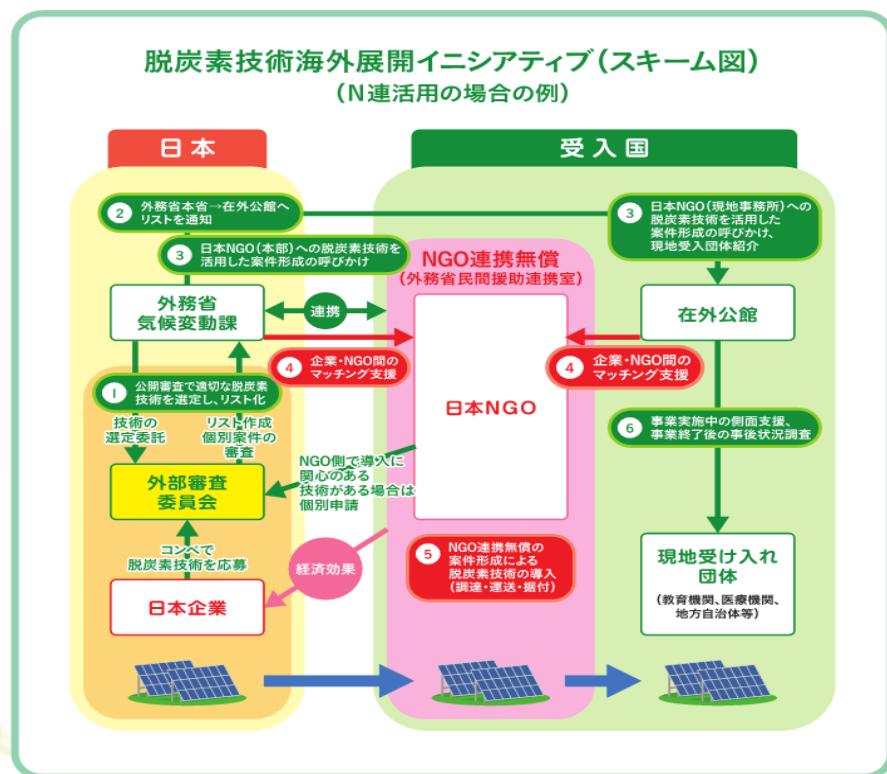 脱炭素技術海外展開イニシアティブ（スキーム図）
（N連活用の場合の例）
日本
受入国
2
外務省本省→在外公館へ
リストを通知
3
日本NGO（本部）への脱炭素技術を
活用した案件形成の呼びかけ
3
日本NGO（現地事務所）への
脱炭素技術を活用した
案件形成の呼びかけ、
現地受入団体紹介
NGO連携無償
（外務省民間援助連携室）
外務省
気候変動課
連携
在外公館
4
企業・NGO間の
マッチング支援
4
企業・NGO間の
マッチング支援
1
公開審査で適切な脱炭素
技術を選定し、リスト化
日本NGO
技術の
選定委託
リスト作成
個別案件の
審査
6
事業実施中の側面支援、
事業終了後の事後状況調査
NGO側で導入に
関心のある
技術がある場合は
個別申請
外部審査
委員会
コンペで
脱炭素技術を応募
経済効果
5
NGO連携無償の
案件形成による
脱炭素技術の導入
（調達・運送・据付）
日本企業
現地受け入れ
団体
（教育機関、医療機関、
地方自治体等）